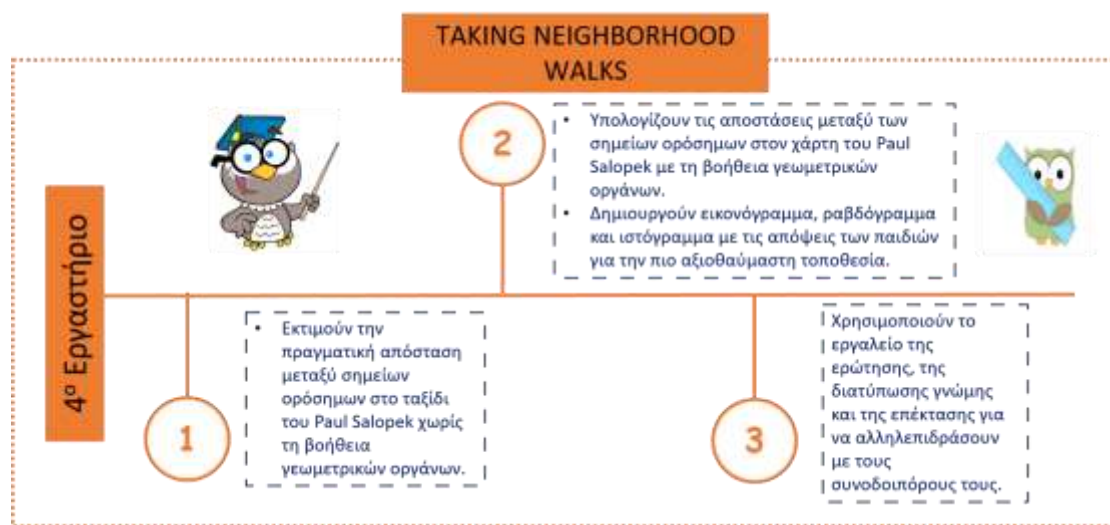 TAKING NEIGHBORHOOD
WALKS
4ο Εργαστήριο
1
• Εκτιμούν την
πραγματική απόσταση
μεταξύ σημείων
ορόσημων στο ταξίδι
του Paul Salopek χωρίς
τη βοήθεια
γεωμετρικών οργάνων.
2
• Υπολογίζουν τις αποστάσεις μεταξύ των
σημείων ορόσημων στον χάρτη του Paul
Salopek με τη βοήθεια γεωμετρικών
οργάνων.
• Δημιουργούν εικονόγραμμα, ραβδόγραμμα
και ιστόγραμμα με τις απόψεις των παιδιών
για την πιο αξιοθαύμαστη τοποθεσία.
3
Χρησιμοποιούν το
εργαλείο της
ερώτησης, της
διατύπωσης γνώμης
και της επέκτασης για
να αλληλεπιδράσουν
με τους
συνοδοιπόρους τους.